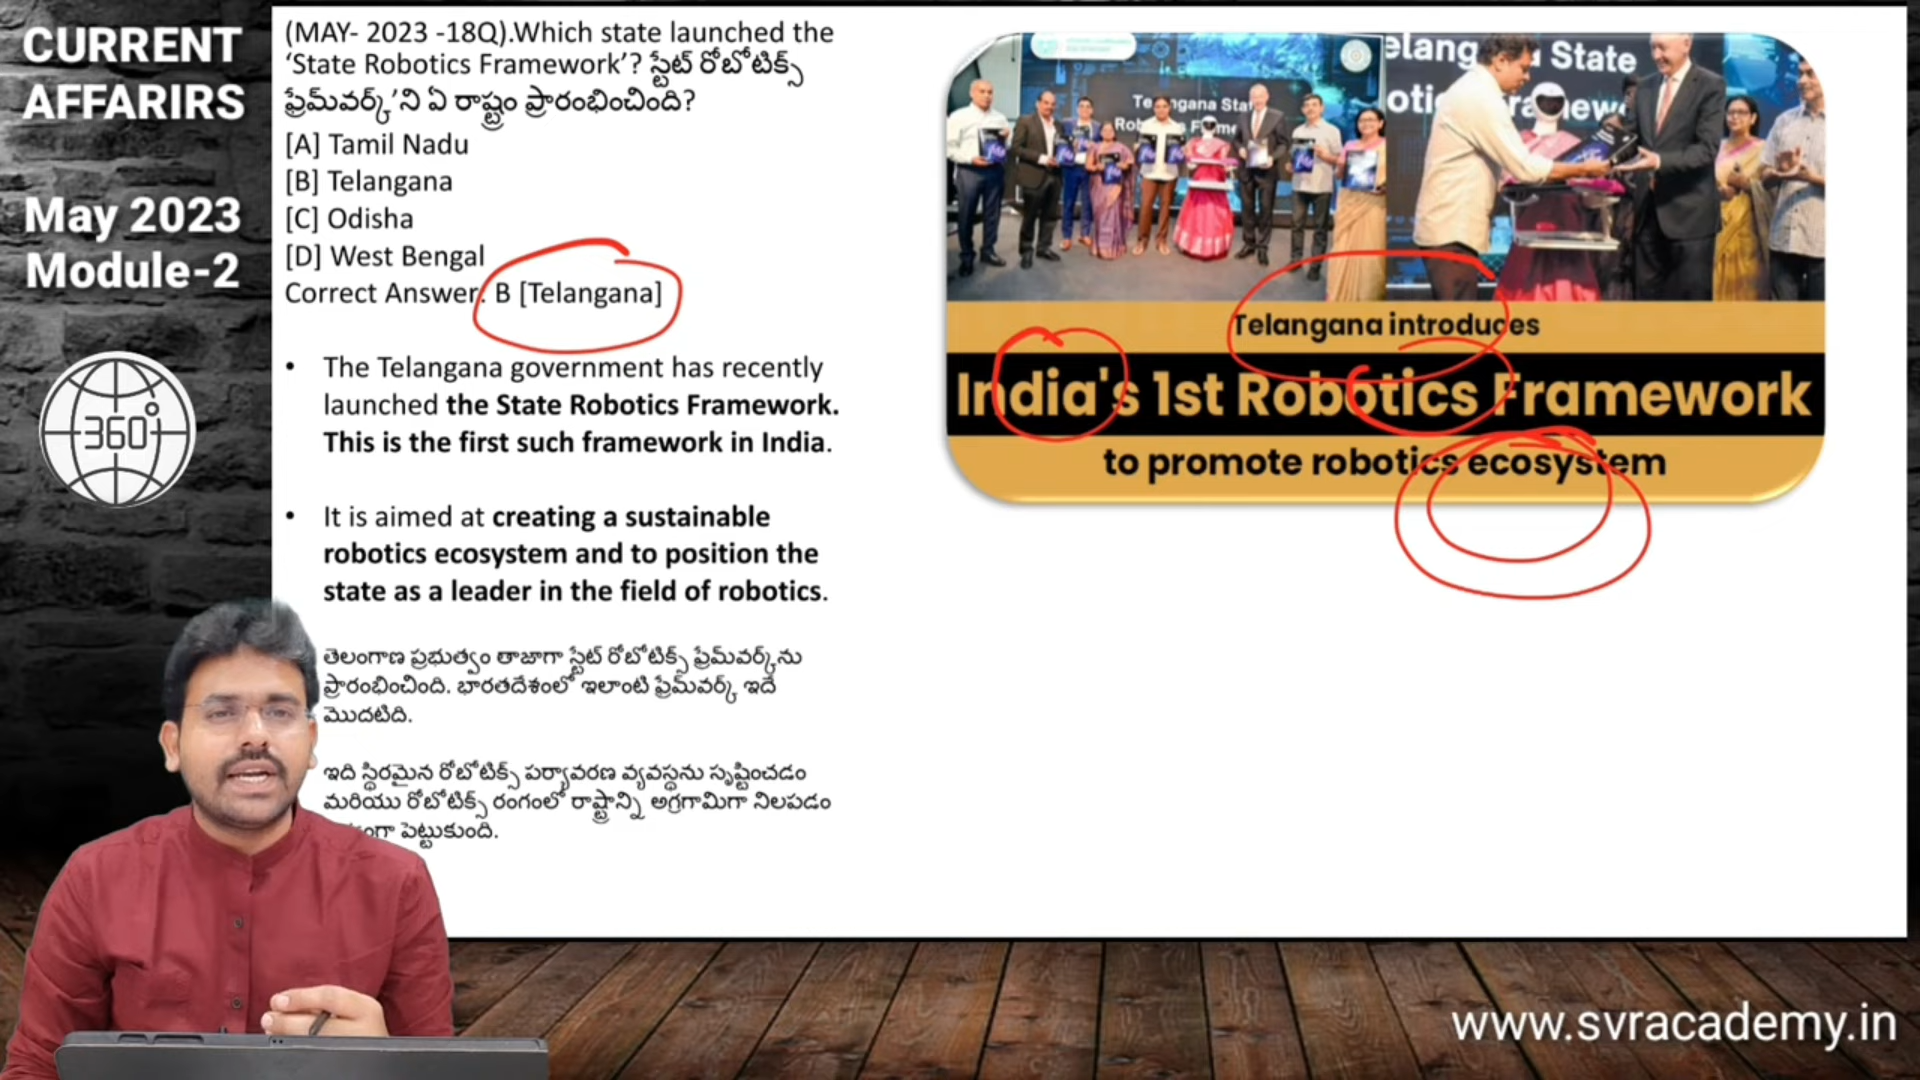 CURRENT
AFFARIRS
May 2023
Module-2
360°
(MAY- 2023 -18Q).Which state launched the
‘State Robotics Framework’? స్టేట్ రోబోటిక్స్
ఫ్రేమ్‌వర్క్’ని ఏ రాష్ట్రం ప్రారంభించింది?
[A] Tamil Nadu
[B] Telangana
[C] Odisha
[D] West Bengal
Correct Answer: B [Telangana]
• The Telangana government has recently
launched the State Robotics Framework.
This is the first such framework in India.
• It is aimed at creating a sustainable
robotics ecosystem and to position the
state as a leader in the field of robotics.
తెలంగాణ ప్రభుత్వం తాజాగా స్టేట్ రోబోటిక్స్ ఫ్రేమ్‌వర్క్‌ను
ప్రారంభించింది. భారతదేశంలో ఇలాంటి ఫ్రేమ్‌వర్క్ ఇదే
మొదటిది.
ఇది స్థిరమైన రోబోటిక్స్ పర్యావరణ వ్యవస్థను సృష్టించడం
మరియు రోబోటిక్స్ రంగంలో రాష్ట్రాన్ని అగ్రగామిగా నిలపడం
పెట్టుకుంది.
Telangana State
Telangana introduces
India's 1st Robotics Framework
to promote robotics ecosystem
www.svracademy.in